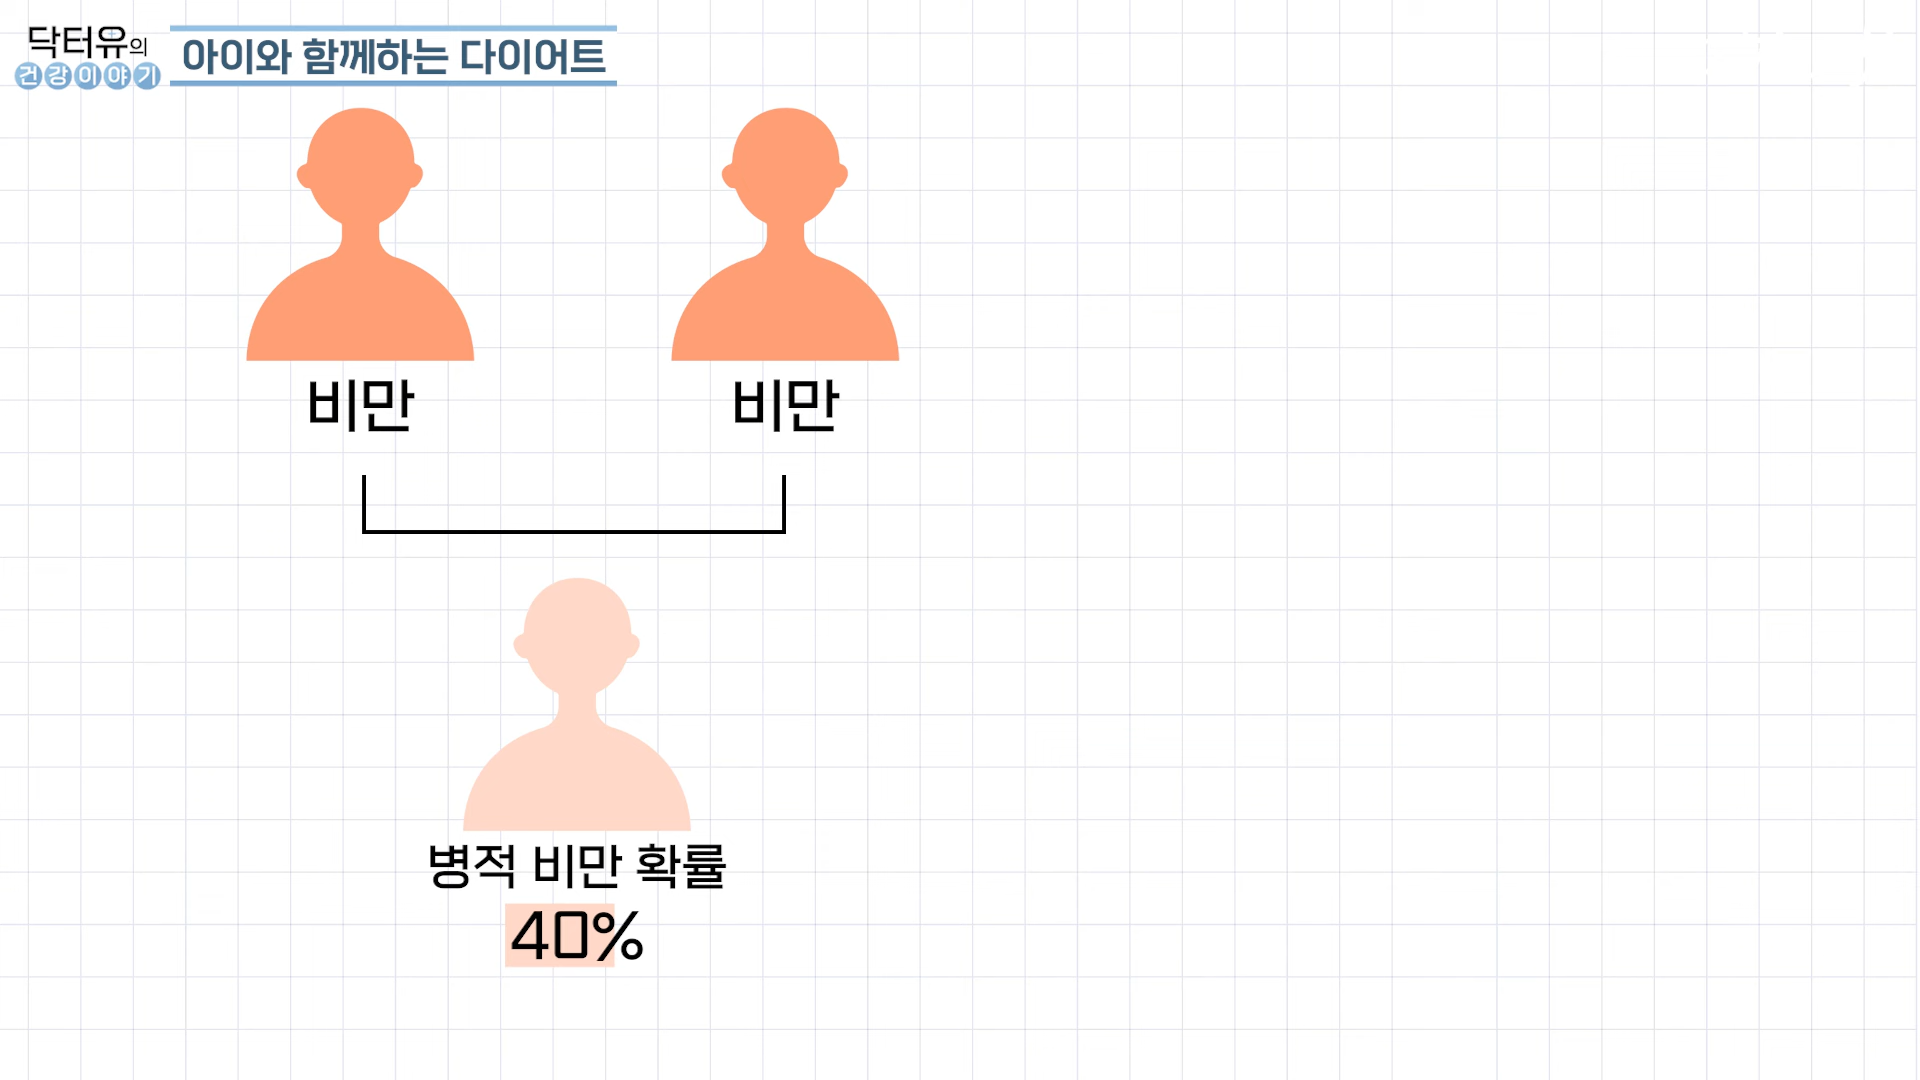 닥터유의
건강이야기
아이와 함께하는 다이어트
비만
비만
병적 비만 확률
40%